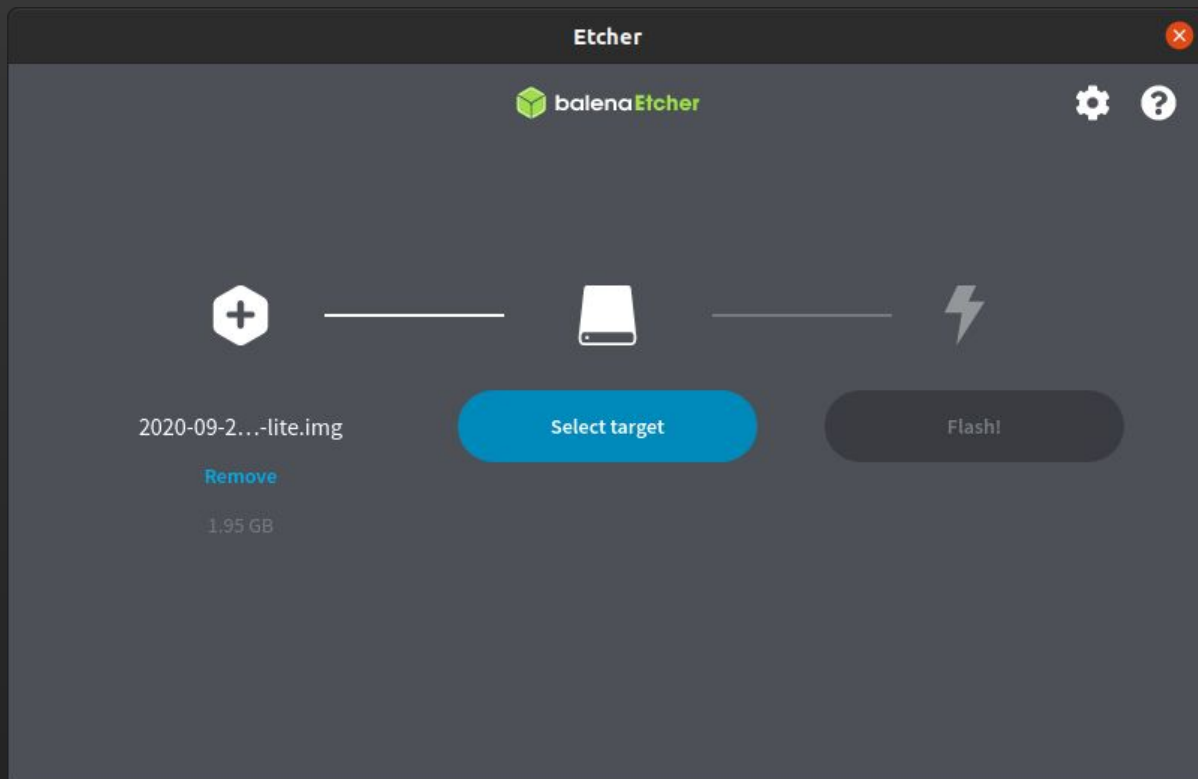 Etcher
balenaEtcher
2020-09-2...-lite.img
Select target
Flash!
Remove
1.95 GB